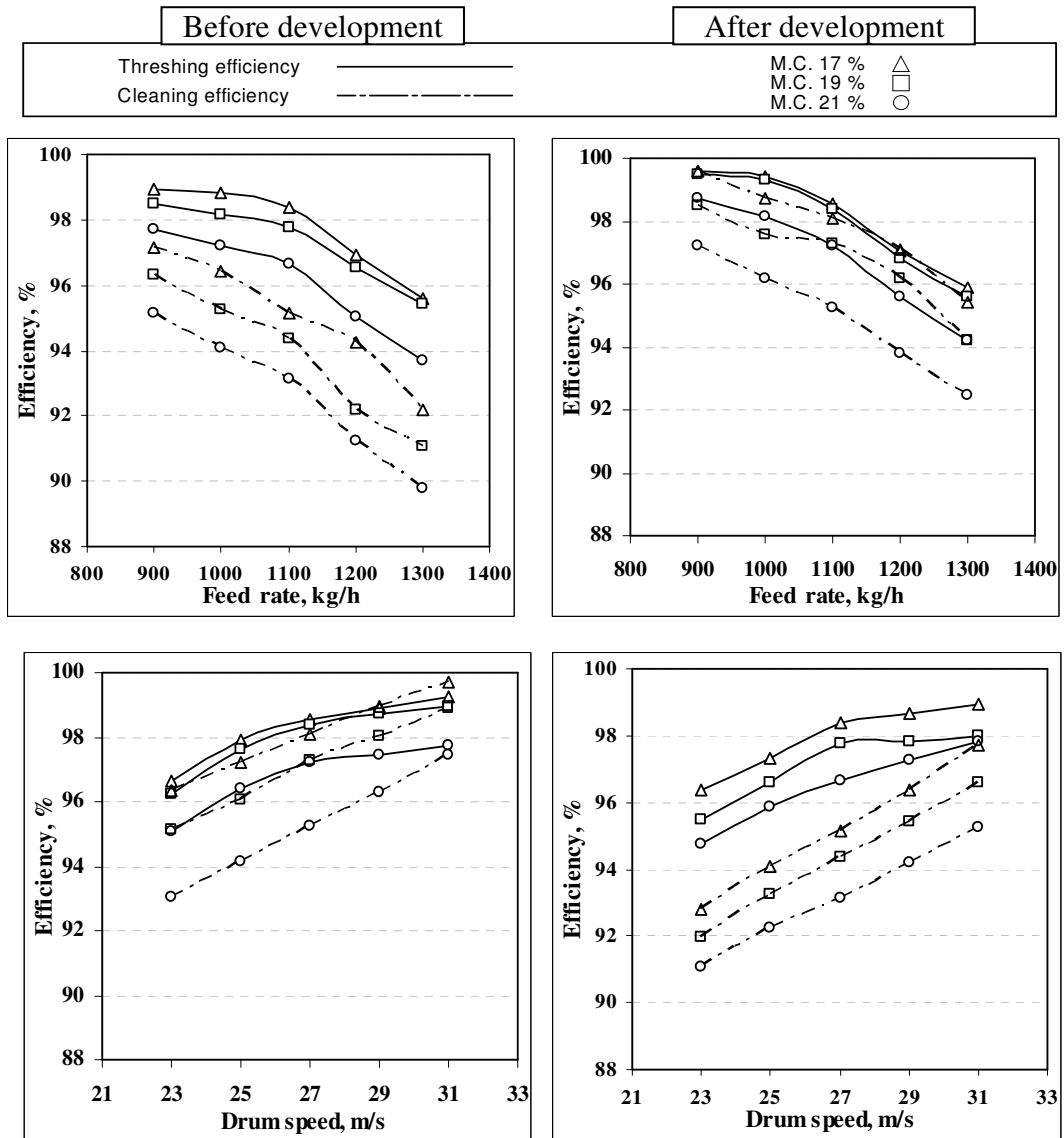 Before development
After development
Threshing efficiency
Cleaning efficiency
M.C. 17 %
M.C. 19 %
M.C. 21 %
Efficiency, %
100
98
96
94
92
90
88
800 900 1000 1100 1200 1300 1400
Feed rate, kg/h
Efficiency, %
100
98
96
94
92
90
88
800 900 1000 1100 1200 1300 1400
Feed rate, kg/h
Efficiency, %
100
98
96
94
92
90
88
21 23 25 27 29 31 33
Drum speed, m/s
Efficiency, %
100
98
96
94
92
90
88
21 23 25 27 29 31 33
Drum speed, m/s